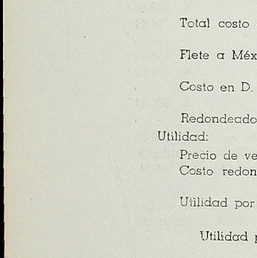 Total costo
Flete a Méx
Costo en D.
Redondeado
Utilidad:
Precio de ve
Costo redon
Utilidad por
Utilidad p